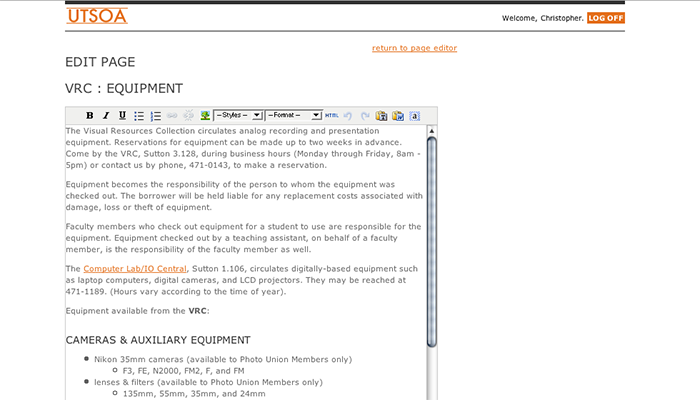 UTSOA
Welcome, Christopher. LOG OFF
return to page editor
EDIT PAGE
VRC : EQUIPMENT
B I U -- Styles -- -- Format -- HTML
The Visual Resources Collection circulates analog recording and presentation
equipment. Reservations for equipment can be made up to two weeks in advance.
Come by the VRC, Sutton 3.128, during business hours (Monday through Friday, 8am -
5pm) or contact us by phone, 471-0143, to make a reservation.
Equipment becomes the responsibility of the person to whom the equipment was
checked out. The borrower will be held liable for any replacement costs associated with
damage, loss or theft of equipment.
Faculty members who check out equipment for a student to use are responsible for the
equipment. Equipment checked out by a teaching assistant, on behalf of a faculty
member, is the responsibility of the faculty member as well.
The Computer Lab/IO Central, Sutton 1.106, circulates digitally-based equipment such
as laptop computers, digital cameras, and LCD projectors. They may be reached at
471-1189. (Hours vary according to the time of year).
Equipment available from the VRC:
CAMERAS & AUXILIARY EQUIPMENT
Nikon 35mm cameras (available to Photo Union Members only)
F3, FE, N2000, FM2, F, and FM
lenses & filters (available to Photo Union Members only)
135mm, 55mm, 35mm, and 24mm